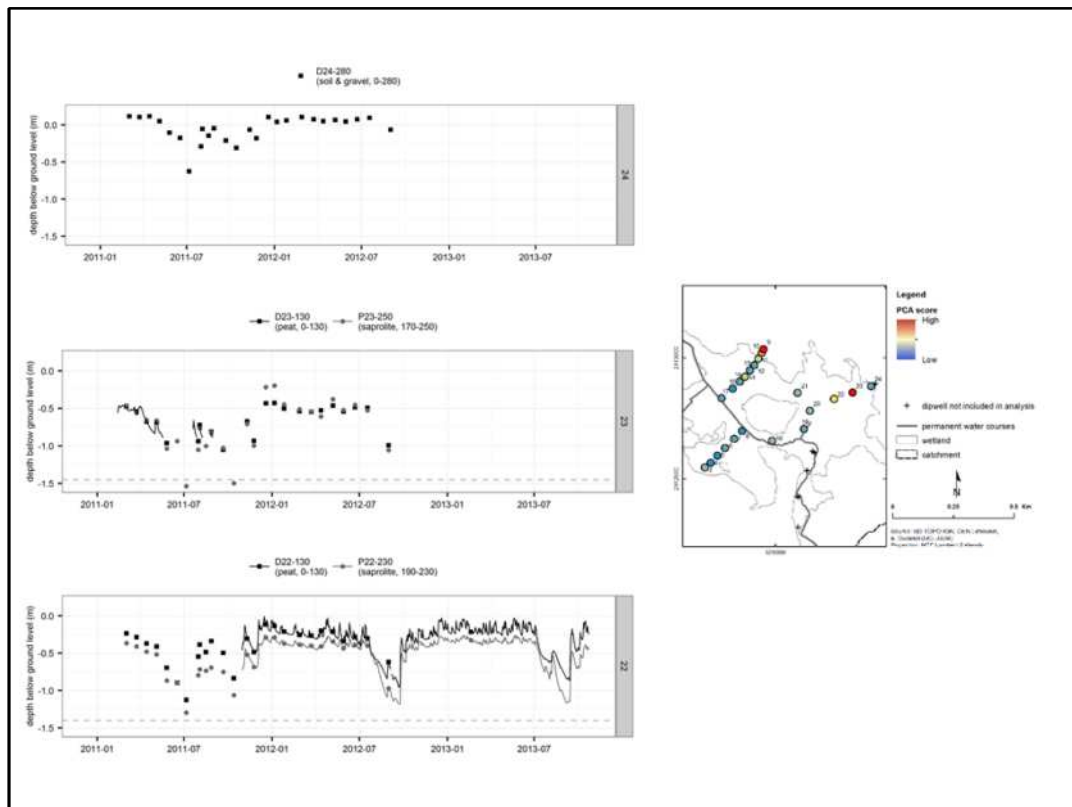 D24-280
(soil & gravel, 0-280)
0.0
-0.5
-1.0
-1.5
depth below ground level (m)
24
2011-01 2011-07 2012-01 2012-07 2013-01 2013-07
D23-130 P23-250
(peat, 0-130) (saprolite, 170-250)
0.0
-0.5
-1.0
-1.5
depth below ground level (m)
23
2011-01 2011-07 2012-01 2012-07 2013-01 2013-07
D22-130 P22-230
(peat, 0-130) (saprolite, 190-230)
0.0
-0.5
-1.0
-1.5
depth below ground level (m)
22
2011-01 2011-07 2012-01 2012-07 2013-01 2013-07
Legend
PCA score
High
Low
dipwell not included in analysis
permanent water courses
wetland
catchment
N
Km
21
20